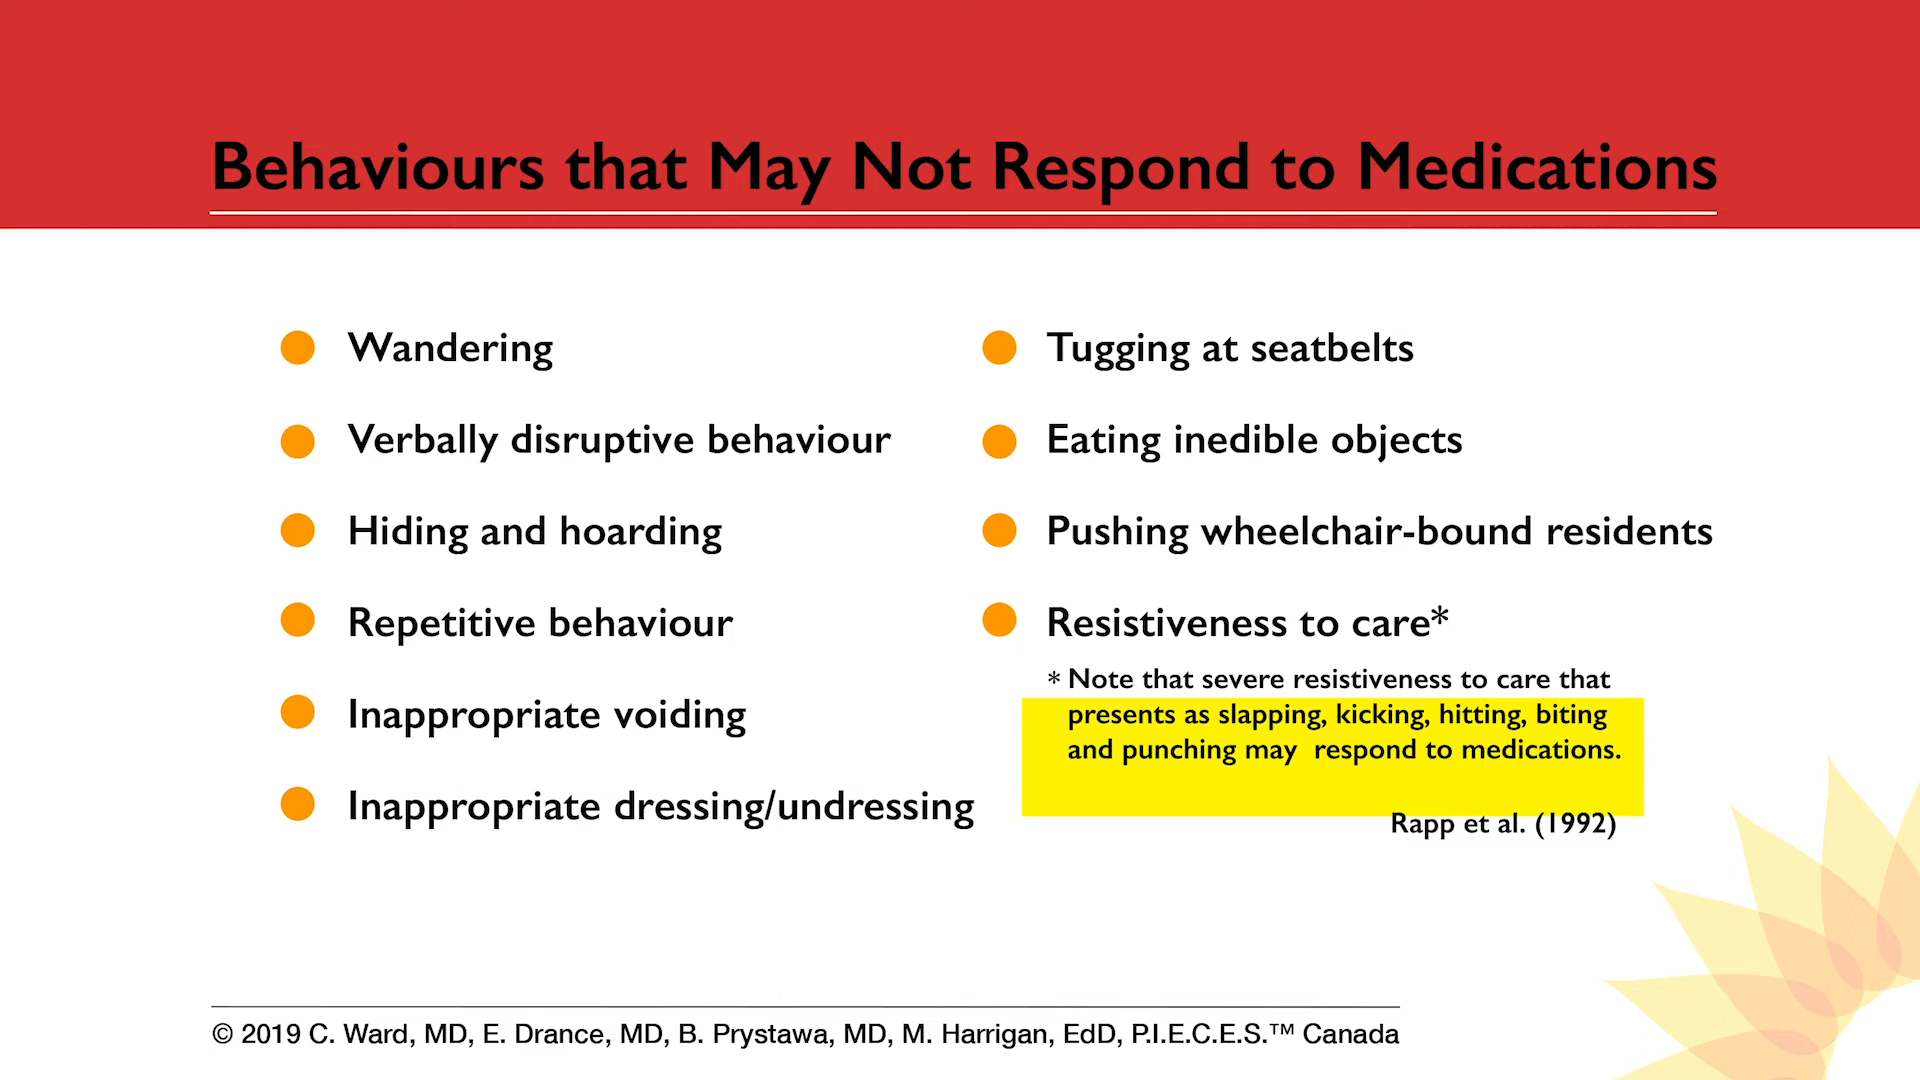 Behaviours that May Not Respond to Medications
Wandering
Verbally disruptive behaviour
Hiding and hoarding
Repetitive behaviour
Inappropriate voiding
Inappropriate dressing/undressing
Tugging at seatbelts
Eating inedible objects
Pushing wheelchair-bound residents
Resistiveness to care*
* Note that severe resistiveness to care that
presents as slapping, kicking, hitting, biting
and punching may respond to medications.
Rapp et al. (1992)
© 2019 C. Ward, MD, E. Drance, MD, B. Prystawa, MD, M. Harrigan, EdD, P.I.E.C.E.S.™ Canada